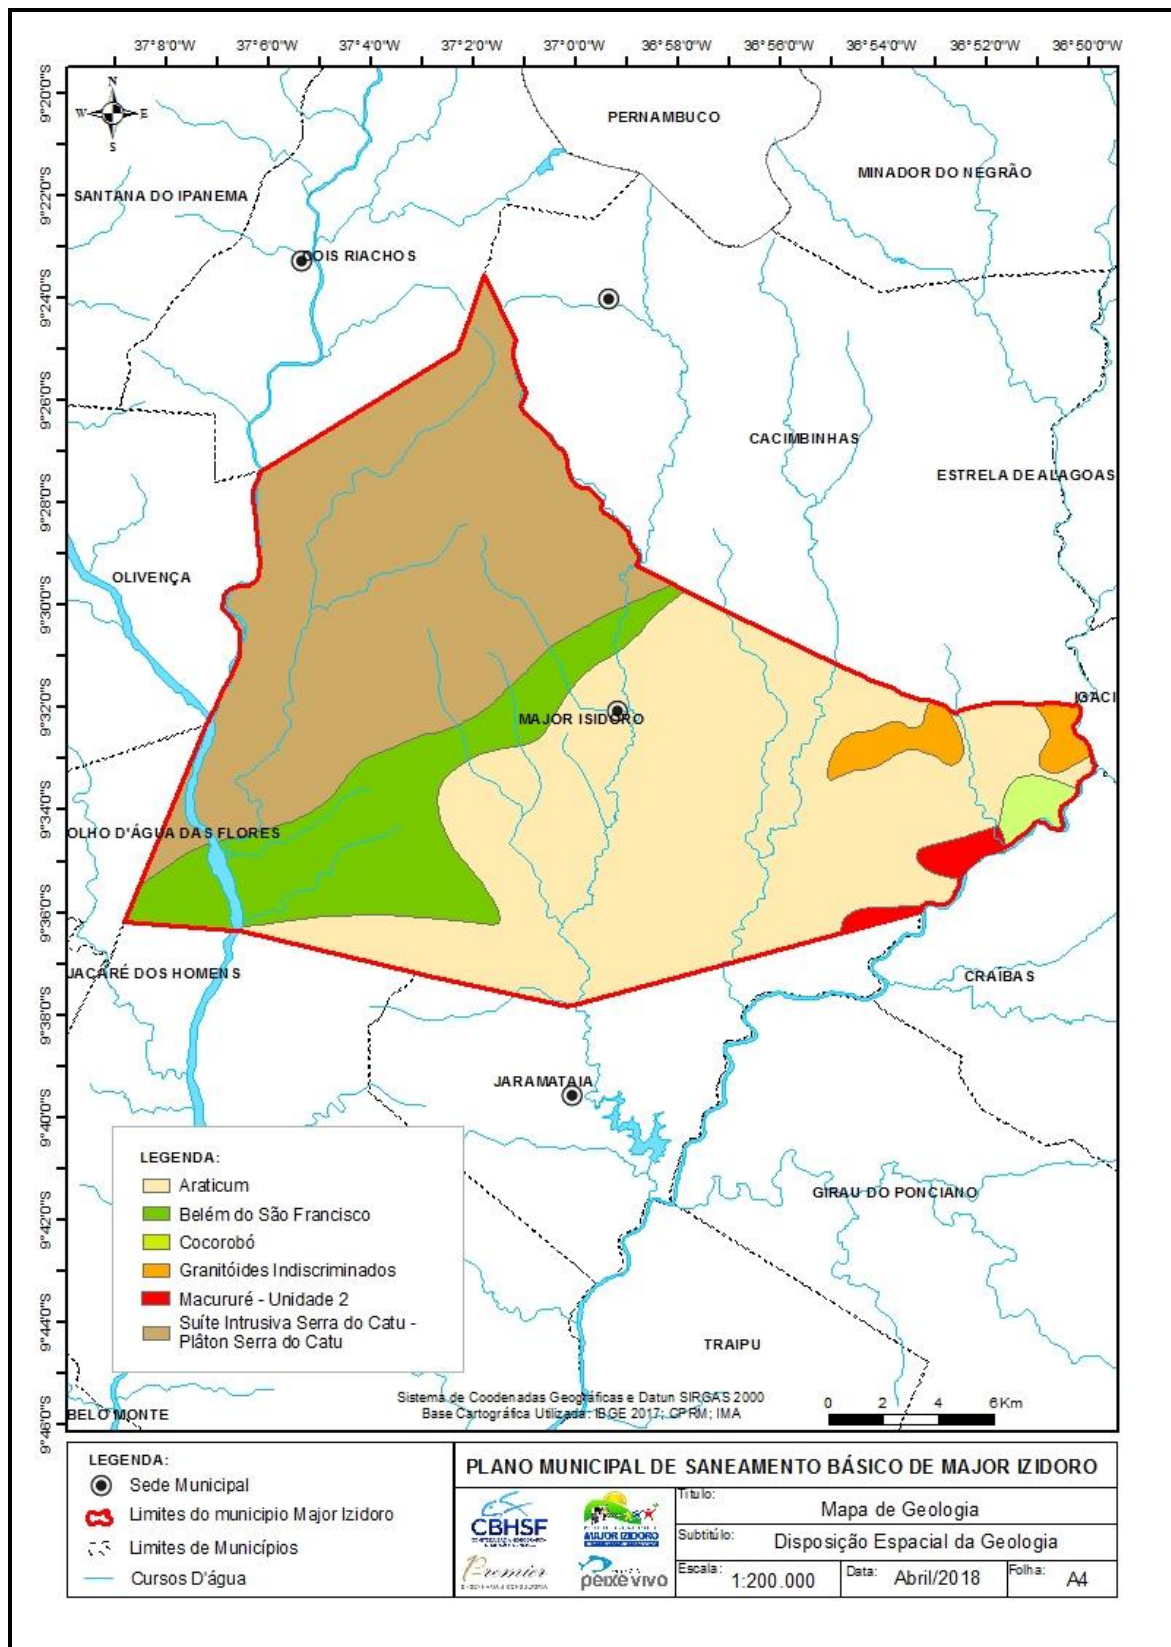 37°8'0"W 37°6'0"W 37°4'0"W 37°2'0"W 37°0'0"W 36°58'0"W 36°56'0"W 36°54'0"W 36°52'0"W 36°50'0"W
9°20'0"S
9°22'0"S
9°24'0"S
9°26'0"S
9°28'0"S
9°30'0"S
9°32'0"S
9°34'0"S
9°36'0"S
9°38'0"S
9°40'0"S
9°42'0"S
9°44'0"S
9°46'0"S
N
W E
S
PERNAMBUCO
MINADOR DO NEGRÃO
SANTANA DO IPANEMA
DOIS RIACHOS
CACIMBINHAS
ESTRELA DE ALAGOAS
OLIVENÇA
IGACI
MAJOR ISIDORO
OLHO D'ÁGUA DAS FLORES
JACARÉ DOS HOMENS
CRAÍBAS
JARAMATAIA
GIRAU DO PONCIANO
TRAIPU
BELO MONTE
LEGENDA:
Araticum
Belém do São Francisco
Cocorobó
Granitóides Indiscriminados
Macururé - Unidade 2
Suíte Intrusiva Serra do Catu -
Plâton Serra do Catu
Sistema de Coodenadas Geográficas e Datun SIRGAS 2000
Base Cartográfica Utilizada: IBGE 2017; CPRM; IMA
0 2 4 6 Km
LEGENDA:
Sede Municipal
Limites do municipio Major Izidoro
Limites de Municípios
Cursos D'água
PLANO MUNICIPAL DE SANEAMENTO BÁSICO DE MAJOR IZIDORO
CBHSF
MAJOR IZIDORO
Premier
ENGENHARIA & CONSULTORIA
peixe vivo
Titulo:
Mapa de Geologia
Subtitúlo:
Disposição Espacial da Geologia
Escala:
1:200.000
Data:
Abril/2018
Folha:
A4